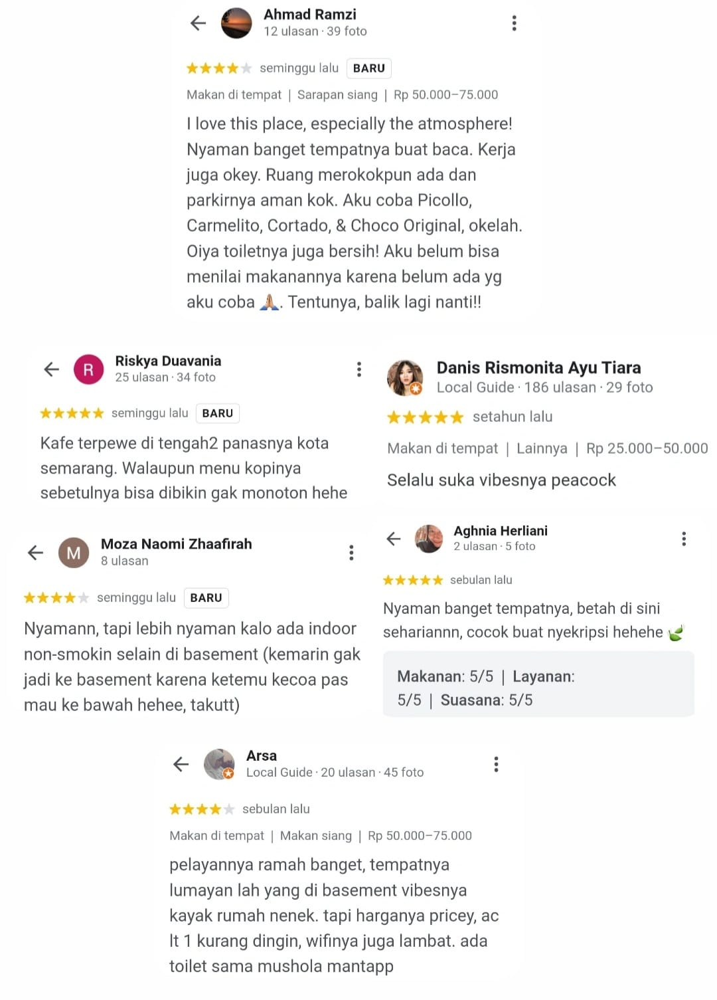 Ahmad Ramzi
12 ulasan · 39 foto
seminggu lalu BARU
Makan di tempat | Sarapan siang | Rp 50.000–75.000
I love this place, especially the atmosphere!
Nyaman banget tempatnya buat baca. Kerja
juga okey. Ruang merokokpun ada dan
parkirnya aman kok. Aku coba Picollo,
Carmelito, Cortado, & Choco Original, okelah.
Oiya toiletnya juga bersih! Aku belum bisa
menilai makanannya karena belum ada yg
aku coba 🙏🏼. Tentunya, balik lagi nanti!!
R
Riskya Duavania
25 ulasan · 34 foto
seminggu lalu BARU
Kafe terpewe di tengah2 panasnya kota
semarang. Walaupun menu kopinya
sebetulnya bisa dibikin gak monoton hehe
Danis Rismonita Ayu Tiara
Local Guide · 186 ulasan · 29 foto
setahun lalu
Makan di tempat | Lainnya | Rp 25.000–50.000
Selalu suka vibesnya peacock
M
Moza Naomi Zhaafirah
8 ulasan
seminggu lalu BARU
Nyamann, tapi lebih nyaman kalo ada indoor
non-smokin selain di basement (kemarin gak
jadi ke basement karena ketemu kecoa pas
mau ke bawah hehee, takutt)
Aghnia Herliani
2 ulasan · 5 foto
sebulan lalu
Nyaman banget tempatnya, betah di sini
sehariannn, cocok buat nyekripsi hehehe 🍃
Makanan: 5/5 | Layanan:
5/5 | Suasana: 5/5
Arsa
Local Guide · 20 ulasan · 45 foto
sebulan lalu
Makan di tempat | Makan siang | Rp 50.000–75.000
pelayannya ramah banget, tempatnya
lumayan lah yang di basement vibesnya
kayak rumah nenek. tapi harganya pricey, ac
lt 1 kurang dingin, wifinya juga lambat. ada
toilet sama mushola mantapp